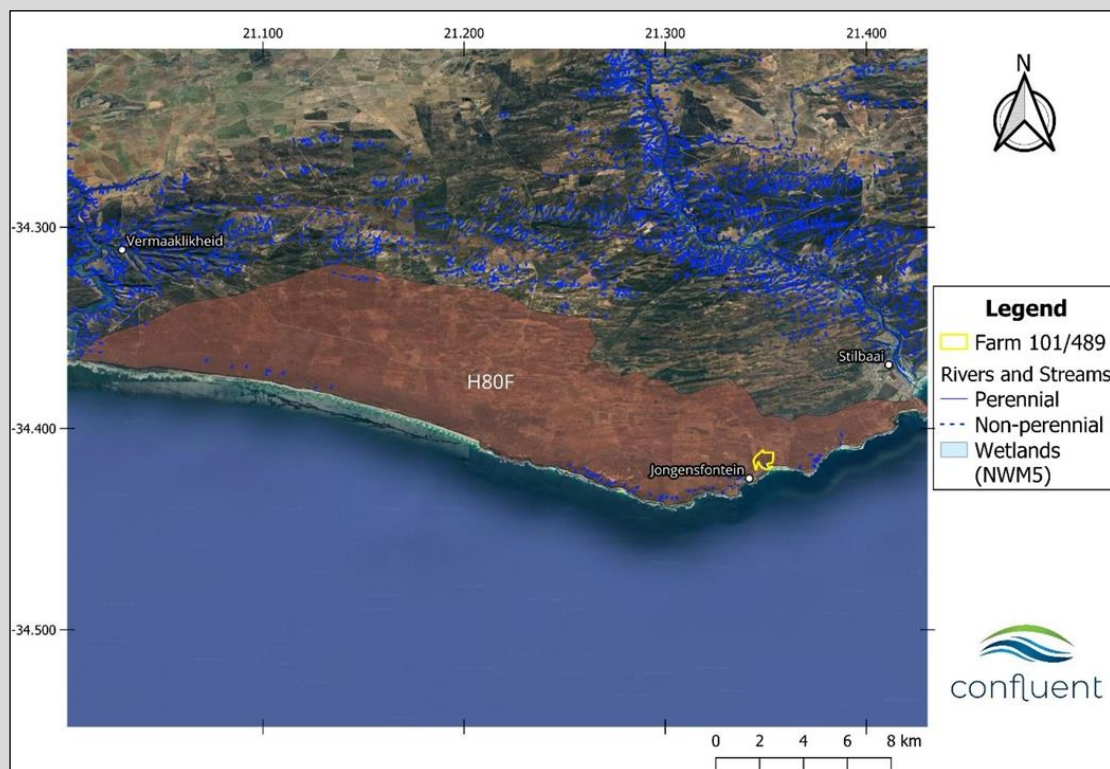 21.100 21.200 21.300 21.400
N
-34.300
Vermaaklikheid
Legend
Farm 101/489
Rivers and Streams
Perennial
Non-perennial
Wetlands
(NWM5)
Stilbaai
H80F
-34.400
Jongensfontein
-34.500
confluent
0 2 4 6 8 km